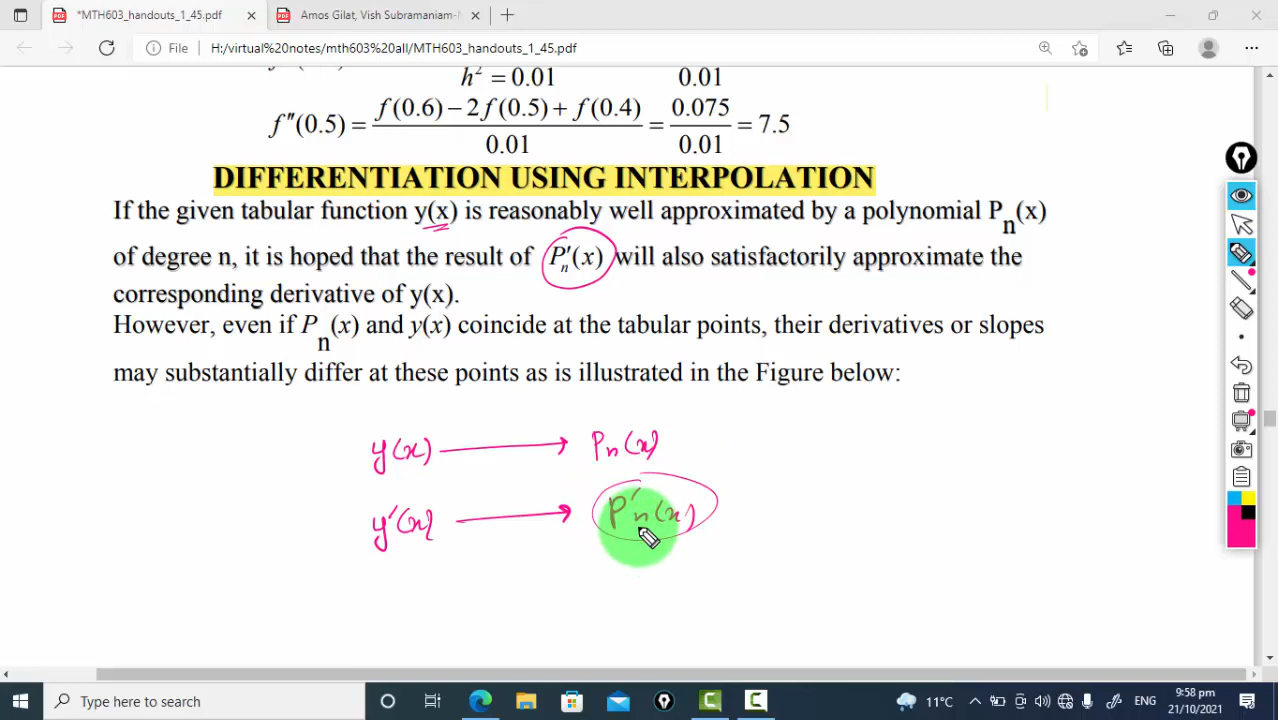 *MTH603_handouts_1_45.pdf
Amos Gilat, Vish Subramaniam-
File H:/virtual%20notes/mth603%20all/MTH603_handouts_1_45.pdf
h² = 0.01 0.01
f″(0.5) = f(0.6) − 2f(0.5) + f(0.4) / 0.01 = 0.075 / 0.01 = 7.5
DIFFERENTIATION USING INTERPOLATION
If the given tabular function y(x) is reasonably well approximated by a polynomial Pn(x)
of degree n, it is hoped that the result of P′n(x) will also satisfactorily approximate the
corresponding derivative of y(x).
However, even if Pn(x) and y(x) coincide at the tabular points, their derivatives or slopes
may substantially differ at these points as is illustrated in the Figure below:
y(x) → Pn(x)
y′(x) → P′n(x)
Type here to search
11°C
ENG
9:58 pm
21/10/2021